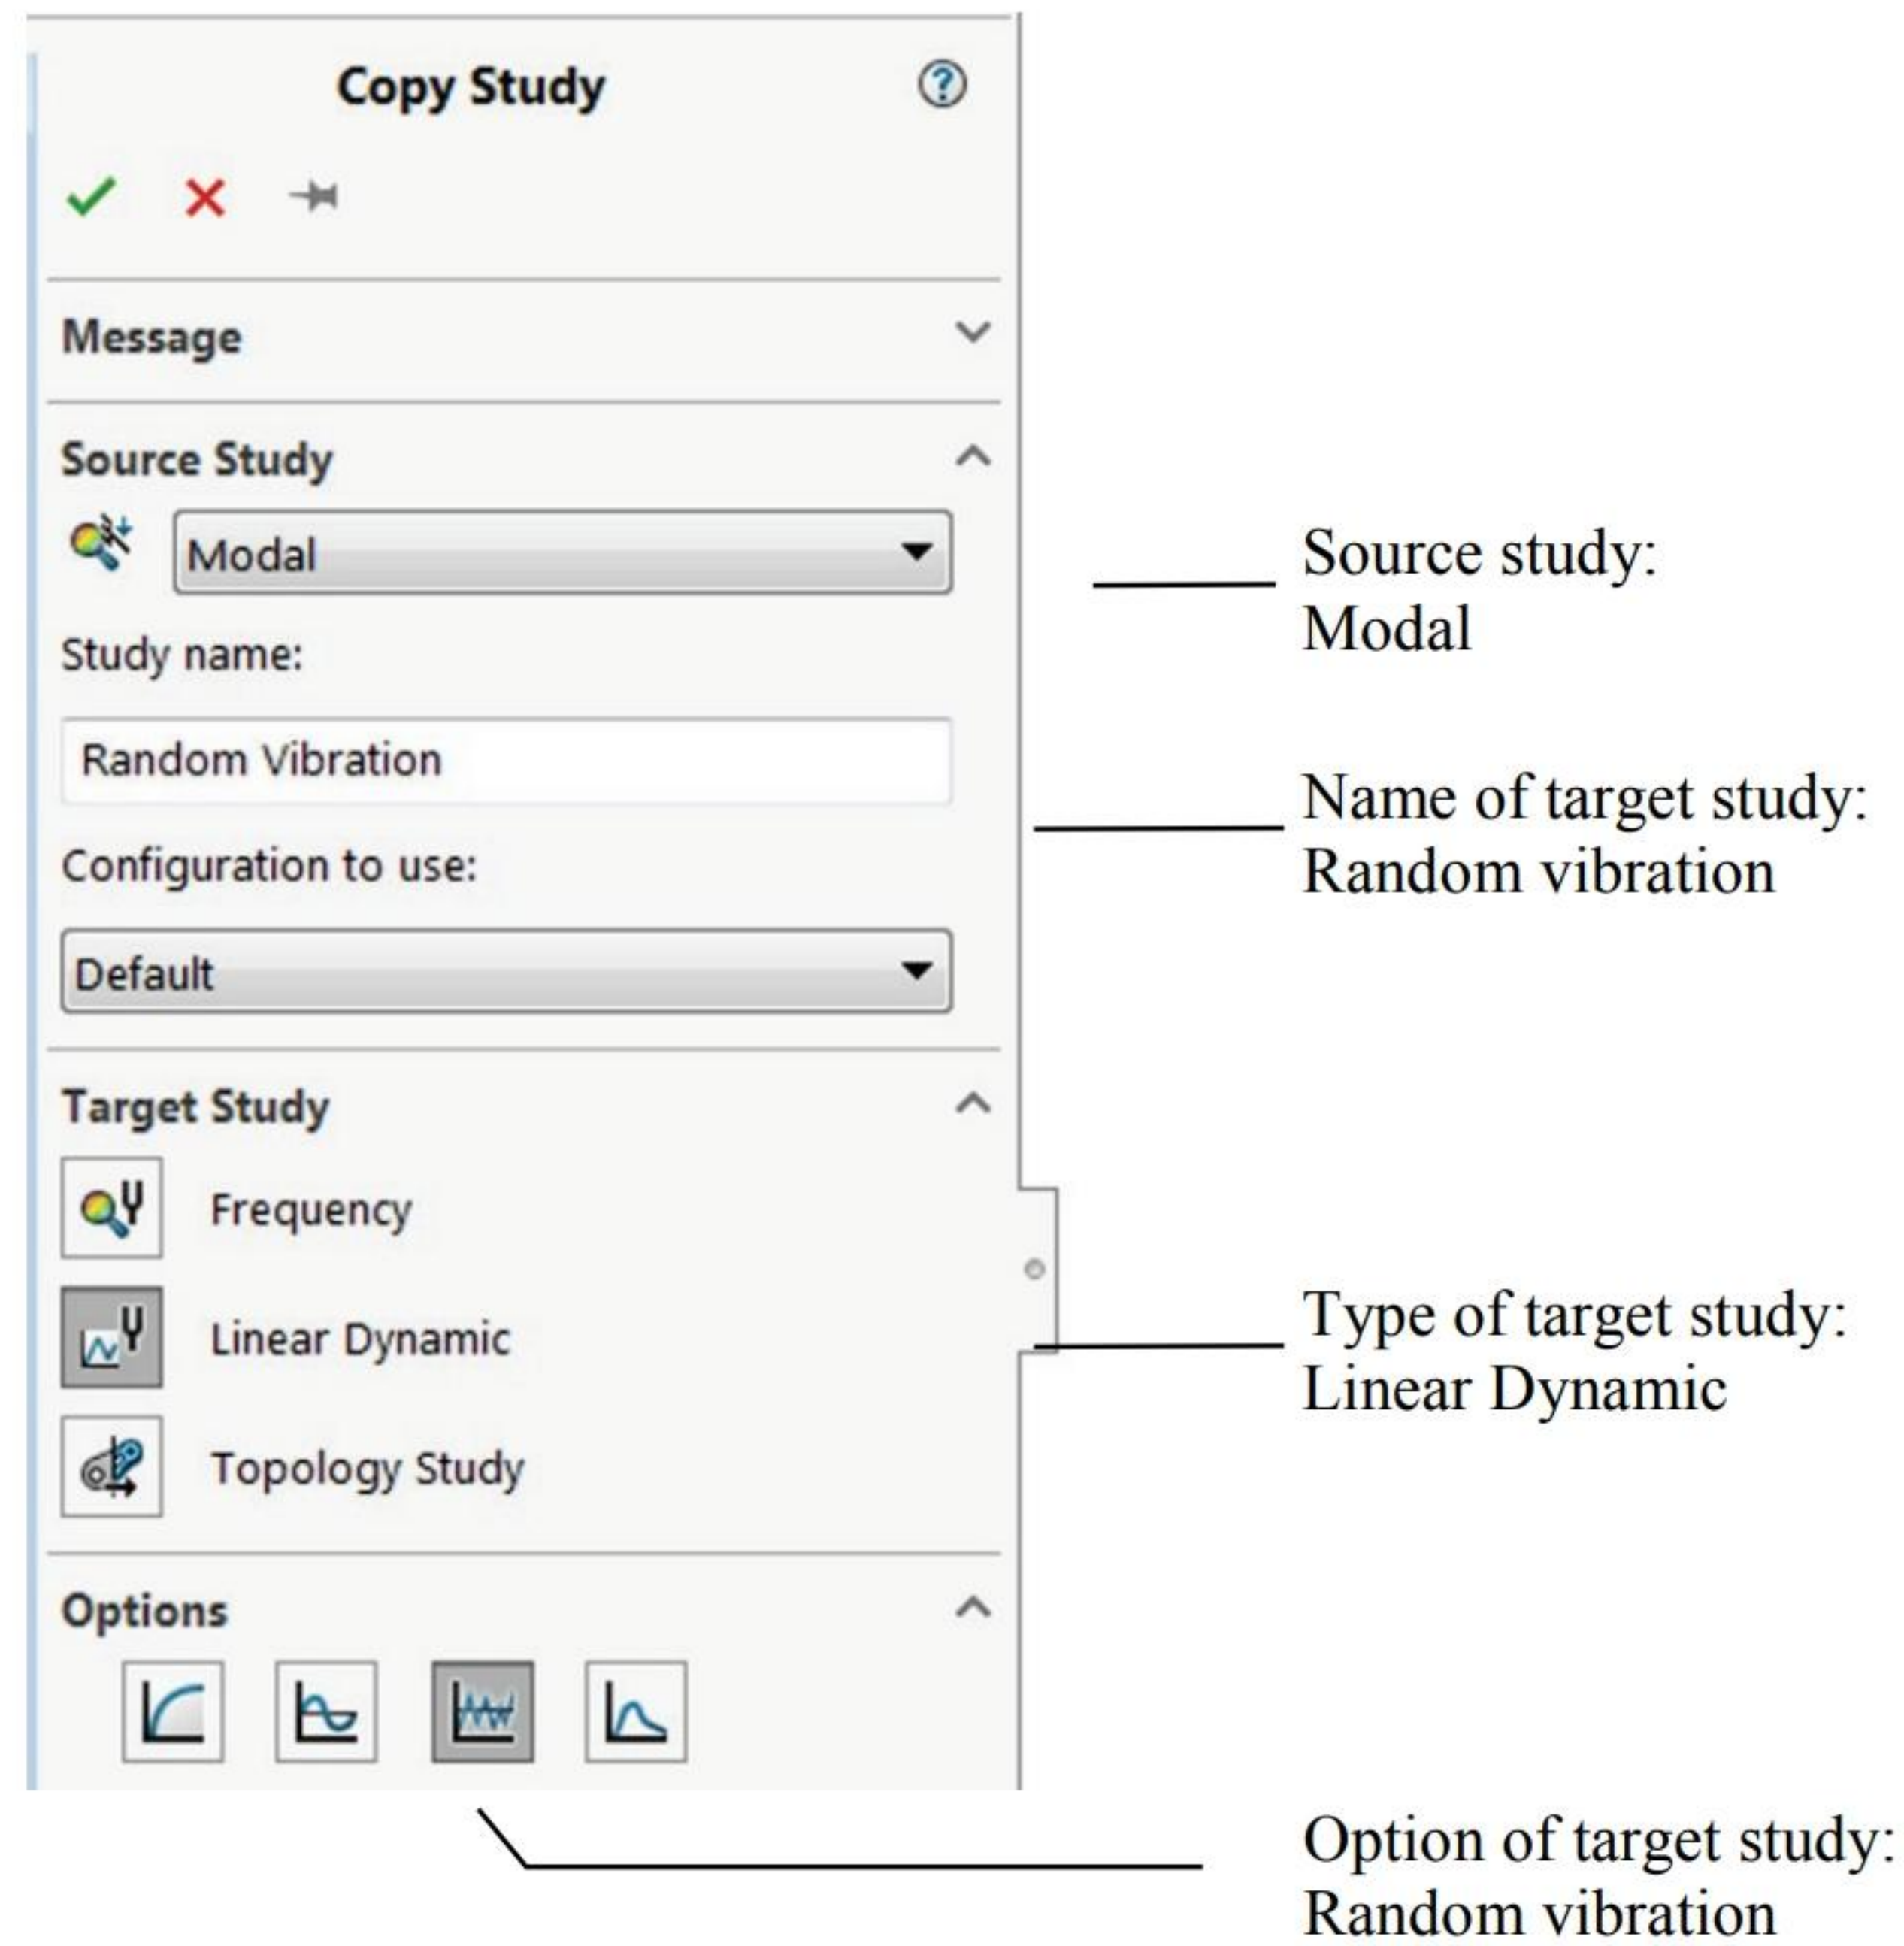 Copy Study
Message
Source Study
Modal
Study name:
Random Vibration
Configuration to use:
Default
Target Study
Frequency
Linear Dynamic
Topology Study
Options
Source study:
Modal
Name of target study:
Random vibration
Type of target study:
Linear Dynamic
Option of target study:
Random vibration